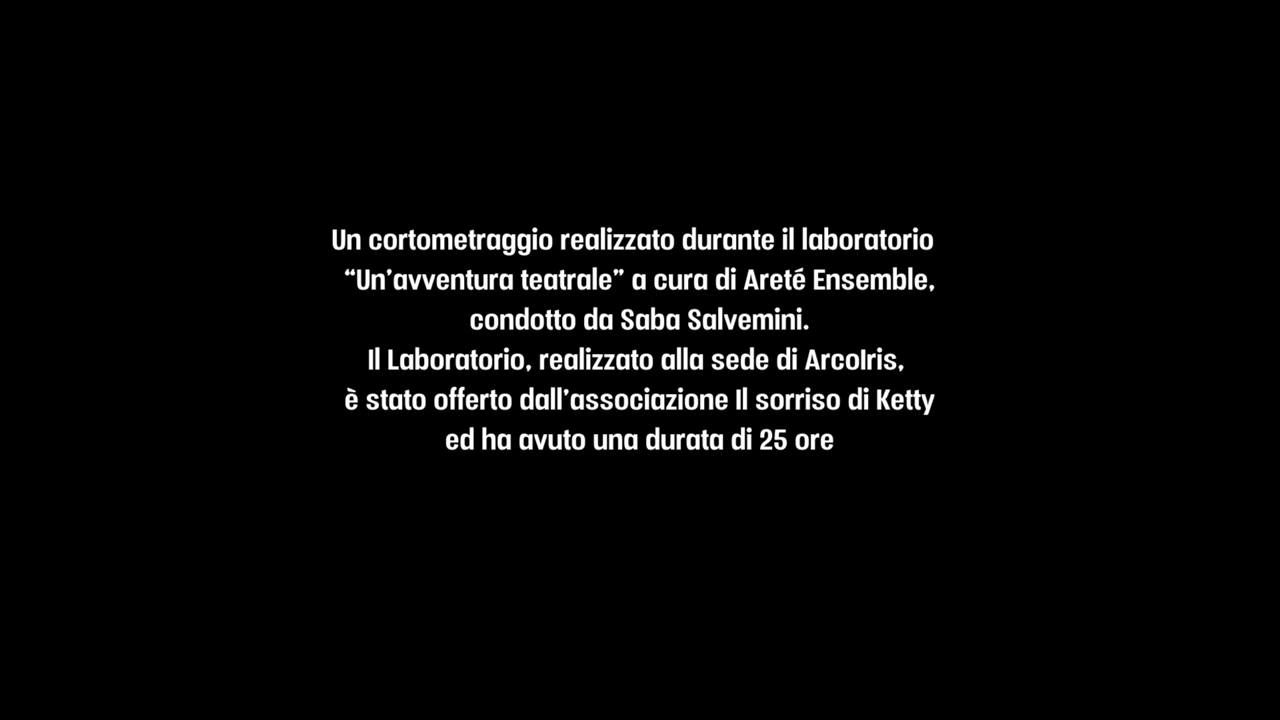 Un cortometraggio realizzato durante il laboratorio
“Un’avventura teatrale” a cura di Areté Ensemble,
condotto da Saba Salvemini.
Il Laboratorio, realizzato alla sede di ArcoIris,
è stato offerto dall’associazione Il sorriso di Ketty
ed ha avuto una durata di 25 ore